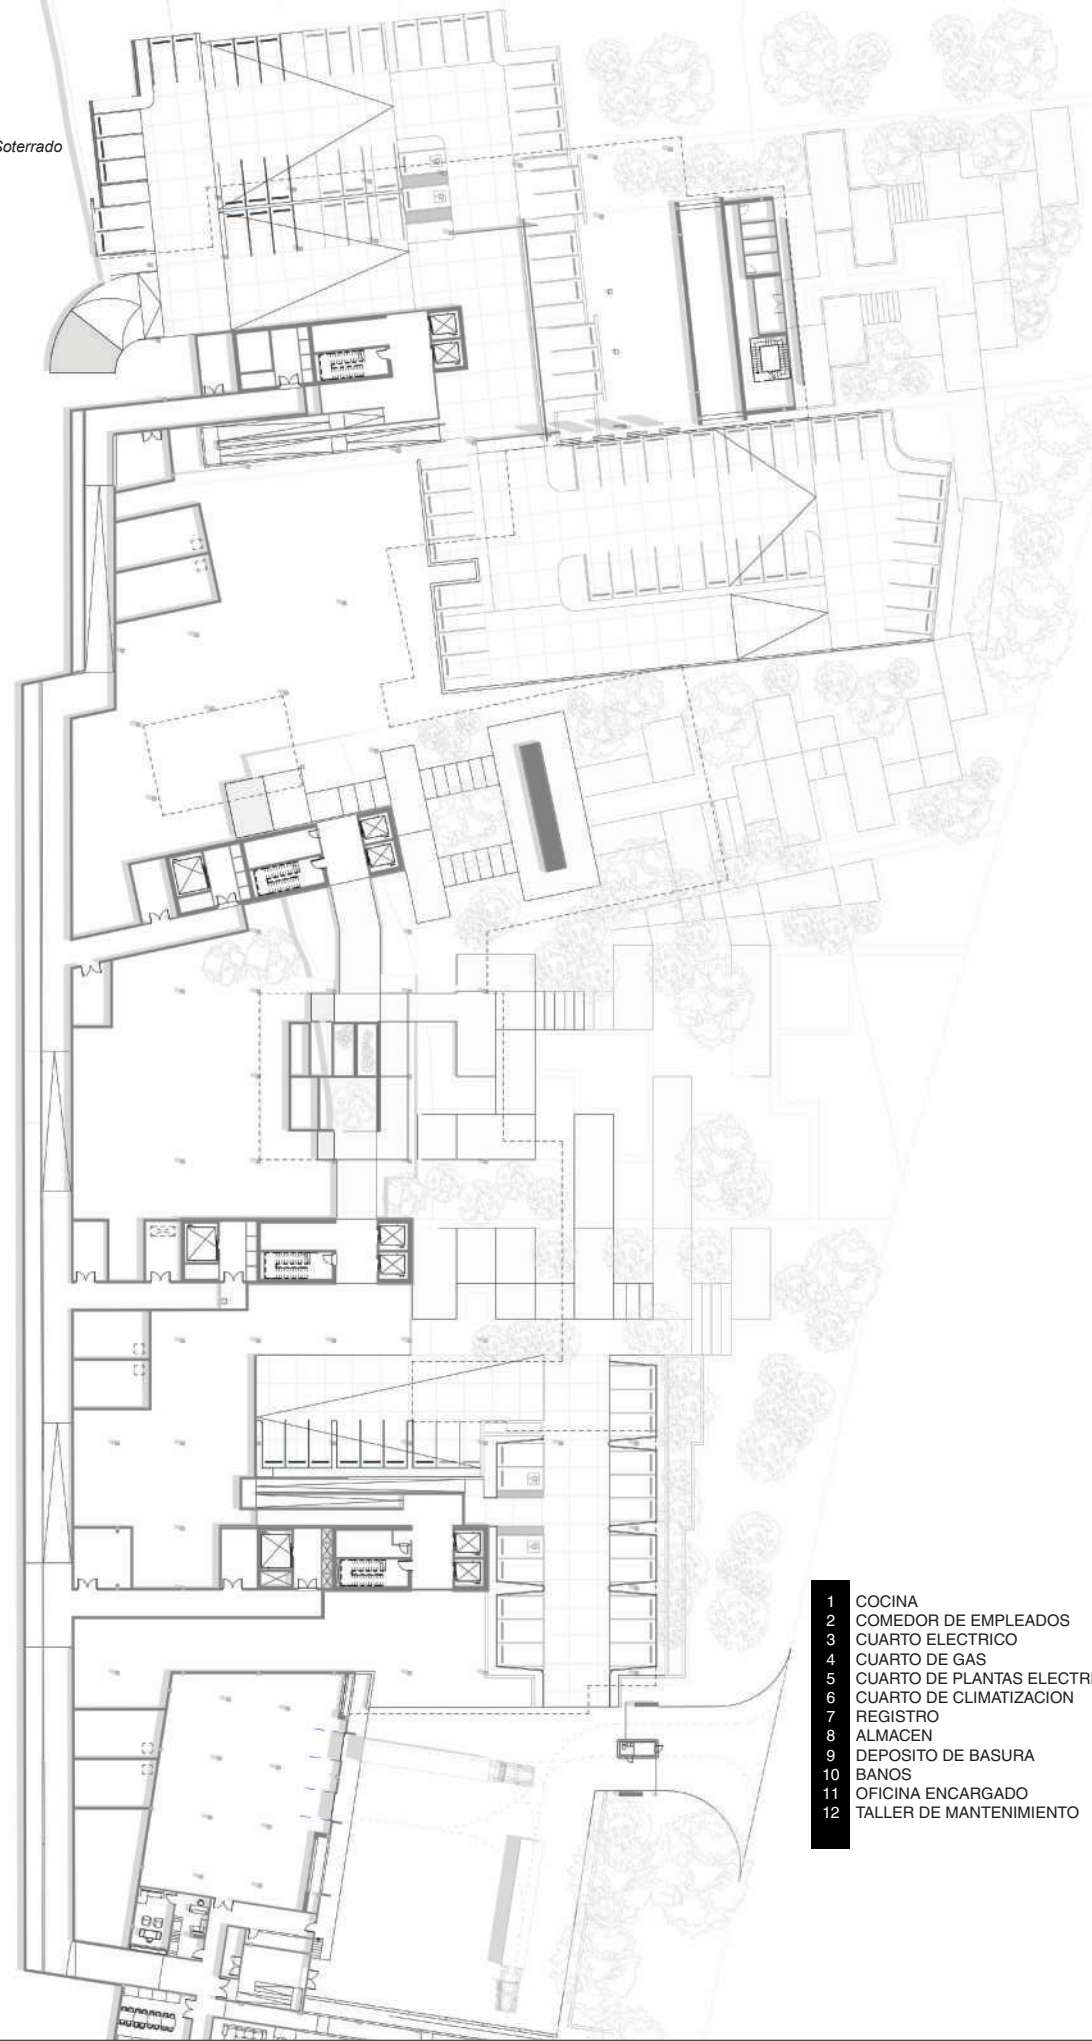 Soterrado
1 COCINA
2 COMEDOR DE EMPLEADOS
3 CUARTO ELECTRICO
4 CUARTO DE GAS
5 CUARTO DE PLANTAS ELECTRI
6 CUARTO DE CLIMATIZACION
7 REGISTRO
8 ALMACEN
9 DEPOSITO DE BASURA
10 BANOS
11 OFICINA ENCARGADO
12 TALLER DE MANTENIMIENTO